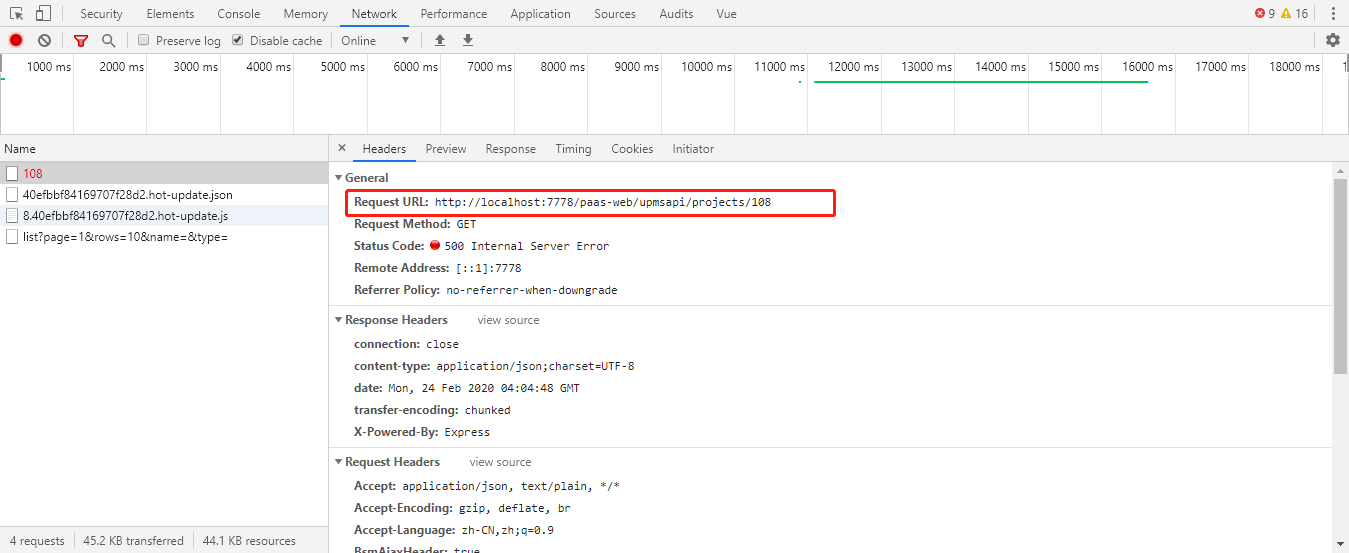 Security Elements Console Memory Network Performance Application Sources Audits Vue 9 16
Preserve log Disable cache Online
1000 ms 2000 ms 3000 ms 4000 ms 5000 ms 6000 ms 7000 ms 8000 ms 9000 ms 10000 ms 11000 ms 12000 ms 13000 ms 14000 ms 15000 ms 16000 ms 17000 ms 18000 ms
Name
108
40efbbf84169707f28d2.hot-update.json
8.40efbbf84169707f28d2.hot-update.js
list?page=1&rows=10&name=&type=
4 requests 45.2 KB transferred 44.1 KB resources
× Headers Preview Response Timing Cookies Initiator
General
Request URL: http://localhost:7778/paas-web/upmsapi/projects/108
Request Method: GET
Status Code: 500 Internal Server Error
Remote Address: [::1]:7778
Referrer Policy: no-referrer-when-downgrade
Response Headers view source
connection: close
content-type: application/json;charset=UTF-8
date: Mon, 24 Feb 2020 04:04:48 GMT
transfer-encoding: chunked
X-Powered-By: Express
Request Headers view source
Accept: application/json, text/plain, */*
Accept-Encoding: gzip, deflate, br
Accept-Language: zh-CN,zh;q=0.9
BsmAjaxHeader: true